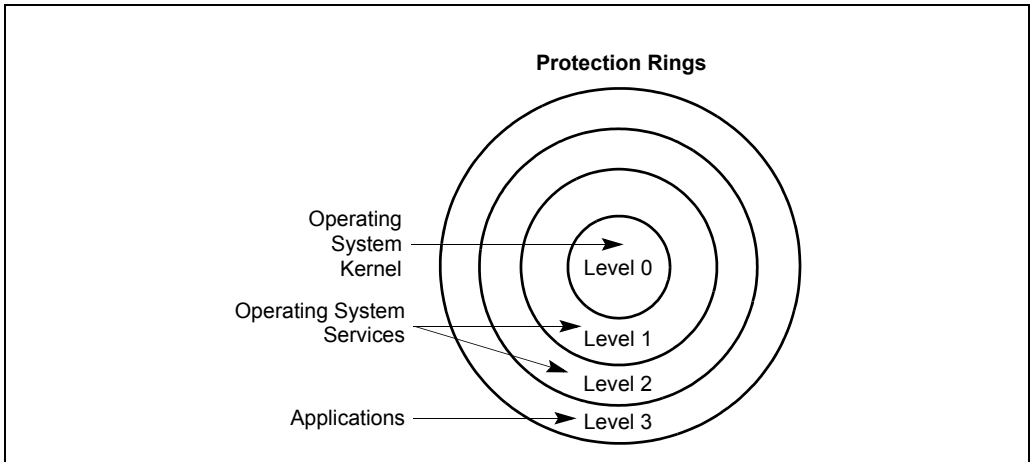 Protection Rings
Operating
System
Kernel
Level 0
Operating System
Services
Level 1
Level 2
Applications
Level 3